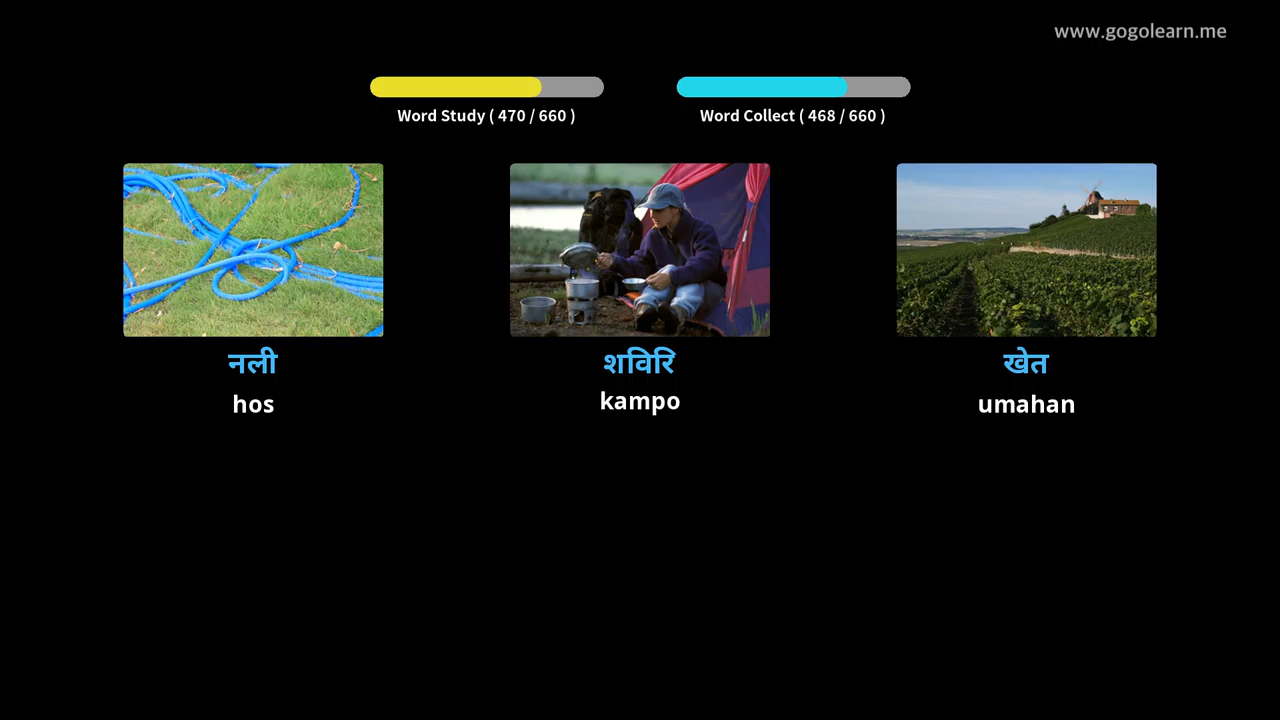 www.gogolearn.me
Word Study ( 470 / 660 )
Word Collect ( 468 / 660 )
नली
शविरि
खेत
hos
kampo
umahan